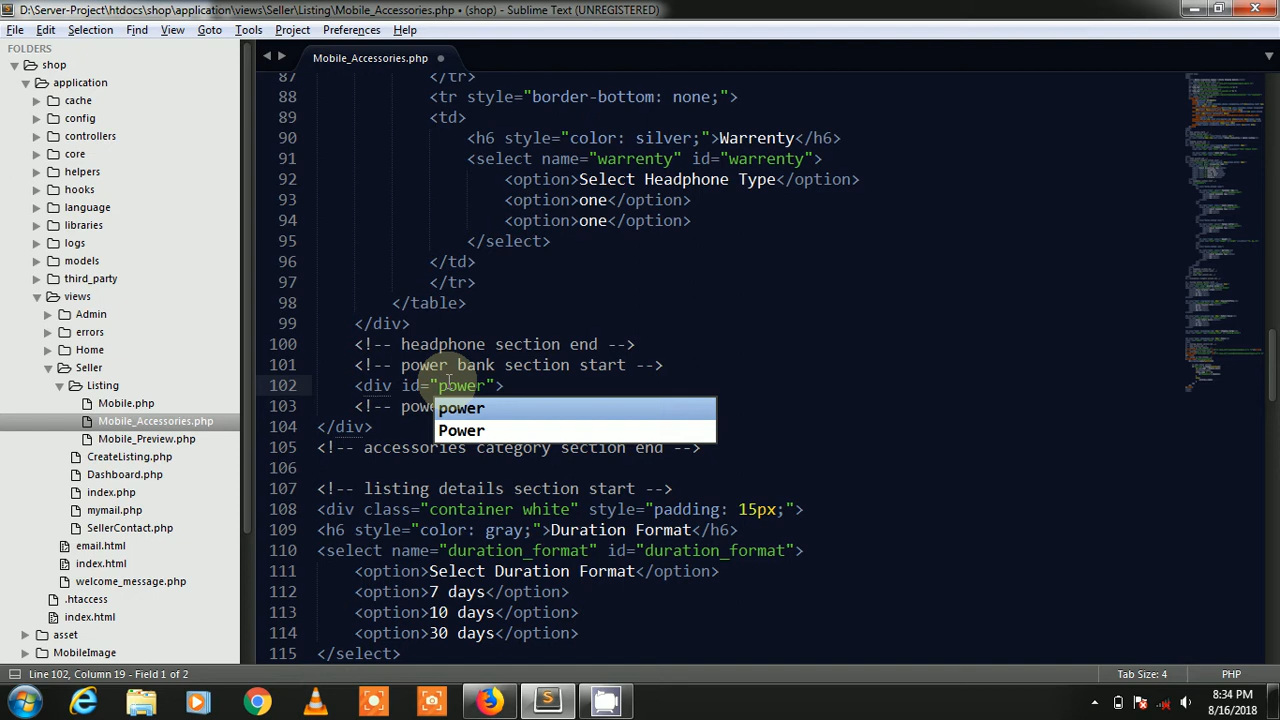 D:\Server-Project\htdocs\shop\application\views\Seller\Listing\Mobile_Accessories.php • (shop) - Sublime Text (UNREGISTERED)
File Edit Selection Find View Goto Tools Project Preferences Help
FOLDERS
shop
application
cache
config
controllers
core
helpers
hooks
language
libraries
logs
models
third_party
views
Admin
errors
Home
Seller
Listing
Mobile.php
Mobile_Accessories.php
Mobile_Preview.php
CreateListing.php
Dashboard.php
index.php
mymail.php
SellerContact.php
email.html
index.html
welcome_message.php
.htaccess
index.html
asset
MobileImage
Mobile_Accessories.php
87 </tr>
88 <tr style="border-bottom: none;">
89 <td>
90 <h6 style="color: silver;">Warrenty</h6>
91 <select name="warrenty" id="warrenty">
92 <option>Select Headphone Type</option>
93 <option>one</option>
94 <option>one</option>
95 </select>
96 </td>
97 </tr>
98 </table>
99 </div>
100 <!-- headphone section end -->
101 <!-- power bank section start -->
102 <div id="power">
103 <!-- powe
power
Power
104 </div>
105 <!-- accessories category section end -->
106
107 <!-- listing details section start -->
108 <div class="container white" style="padding: 15px;">
109 <h6 style="color: gray;">Duration Format</h6>
110 <select name="duration_format" id="duration_format">
111 <option>Select Duration Format</option>
112 <option>7 days</option>
113 <option>10 days</option>
114 <option>30 days</option>
115 </select>
Line 102, Column 19 - Field 1 of 2
Tab Size: 4
PHP
8:34 PM
8/16/2018